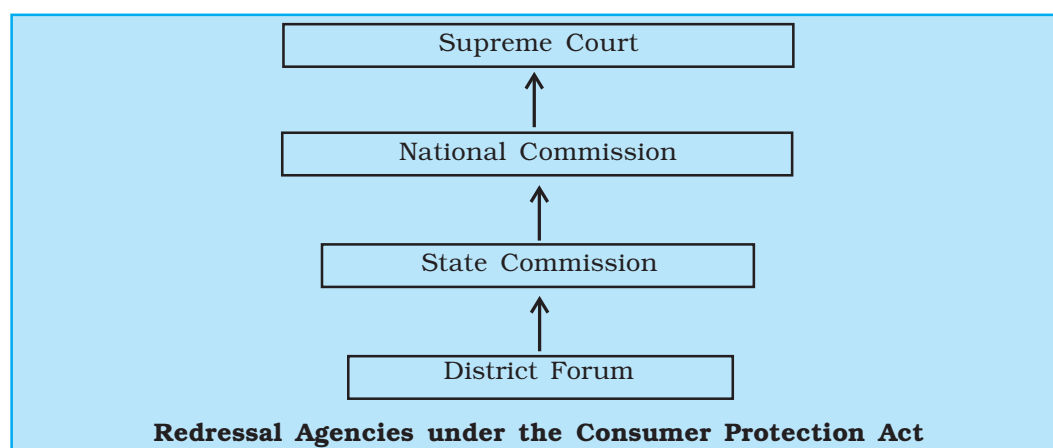 Supreme Court
National Commission
State Commission
District Forum
Redressal Agencies under the Consumer Protection Act